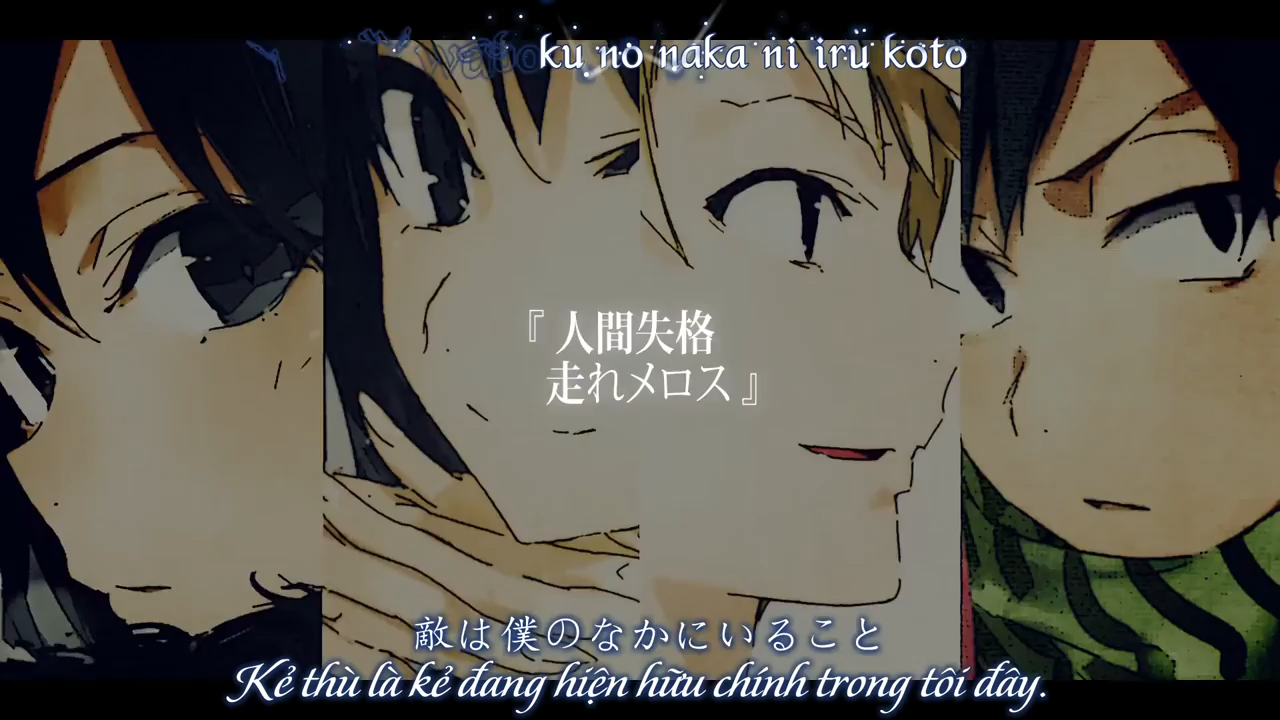 ku no naka ni iru koto
『人間失格
走れメロス』
敵は僕のなかにいること
Kẻ thù là kẻ đang hiện hữu chính trong tôi đây.